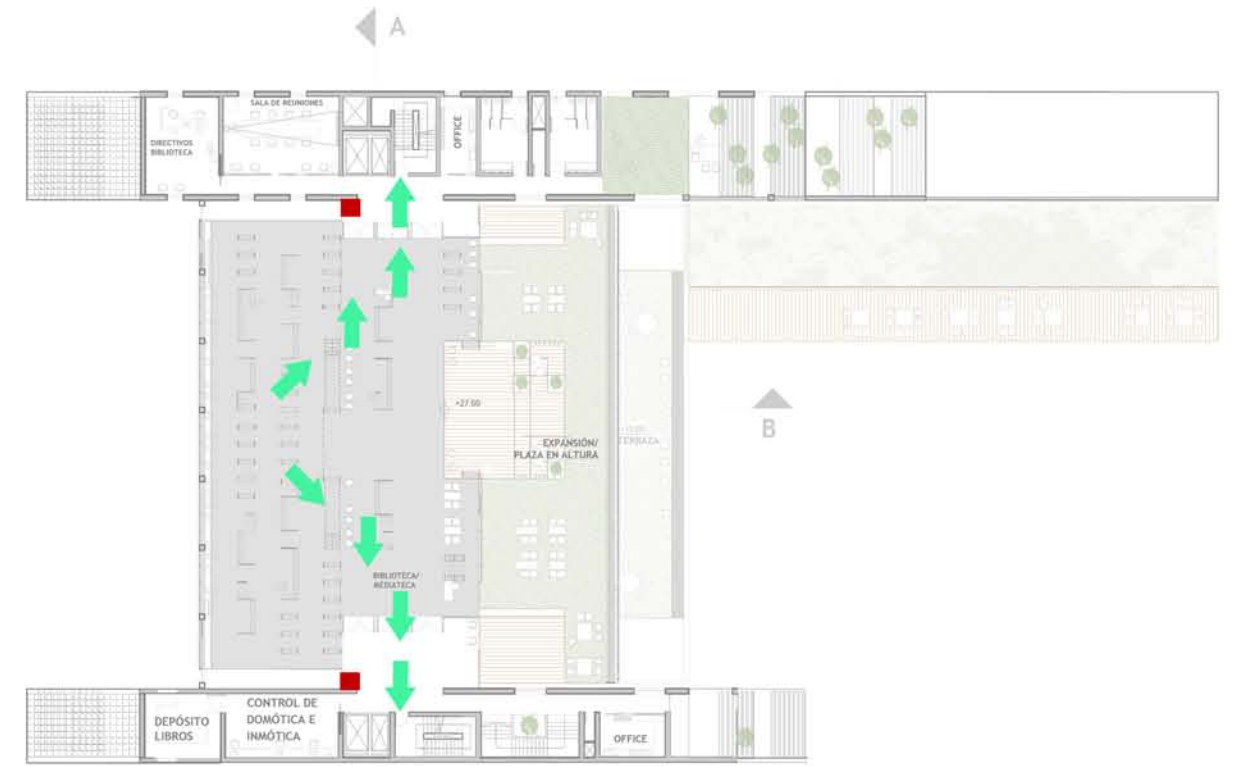 A
SALA DE REUNIONES
DIRECTIVOS
BIBLIOTECA
OFFICE
+27.00
EXPANSIÓN/
PLAZA EN ALTURA
TERRAZA
B
BIBLIOTECA/
MEDIATECA
DEPÓSITO
LIBROS
CONTROL DE
DOMÓTICA E
INMÓTICA
OFFICE